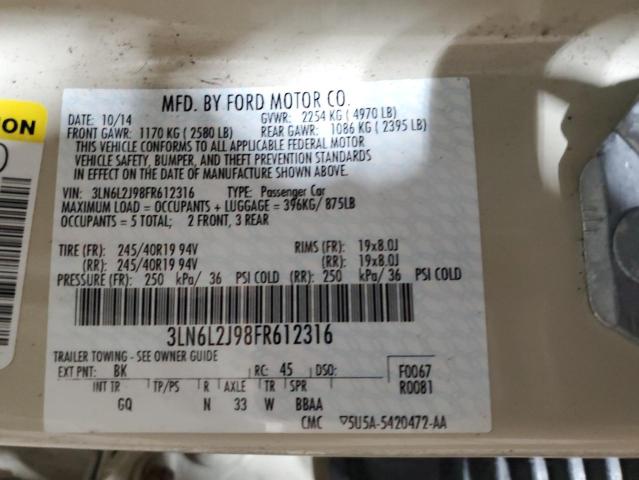 MFD. BY FORD MOTOR CO.
DATE: 10/14 GVWR: 2254 KG ( 4970 LB)
FRONT GAWR: 1170 KG ( 2580 LB) REAR GAWR: 1086 KG ( 2395 LB)
THIS VEHICLE CONFORMS TO ALL APPLICABLE FEDERAL MOTOR
VEHICLE SAFETY, BUMPER, AND THEFT PREVENTION STANDARDS
IN EFFECT ON THE DATE OF MANUFACTURE SHOWN ABOVE.
VIN: 3LN6L2J98FR612316 TYPE: Passenger Car
MAXIMUM LOAD = OCCUPANTS + LUGGAGE = 396KG/ 875LB
OCCUPANTS = 5 TOTAL; 2 FRONT, 3 REAR
TIRE (FR): 245/40R19 94V RIMS (FR): 19x8.0J
(RR): 245/40R19 94V (RR): 19x8.0J
PRESSURE (FR): 250 kPa/ 36 PSI COLD (RR): 250 kPa/ 36 PSI COLD
3LN6L2J98FR612316
TRAILER TOWING - SEE OWNER GUIDE
EXT PNT: BK RC: 45 DSO: F0067
INT TR TP/PS R AXLE TR SPR R0081
GQ N 33 W BBAA
CMC ▽5U5A-5420472-AA
ION